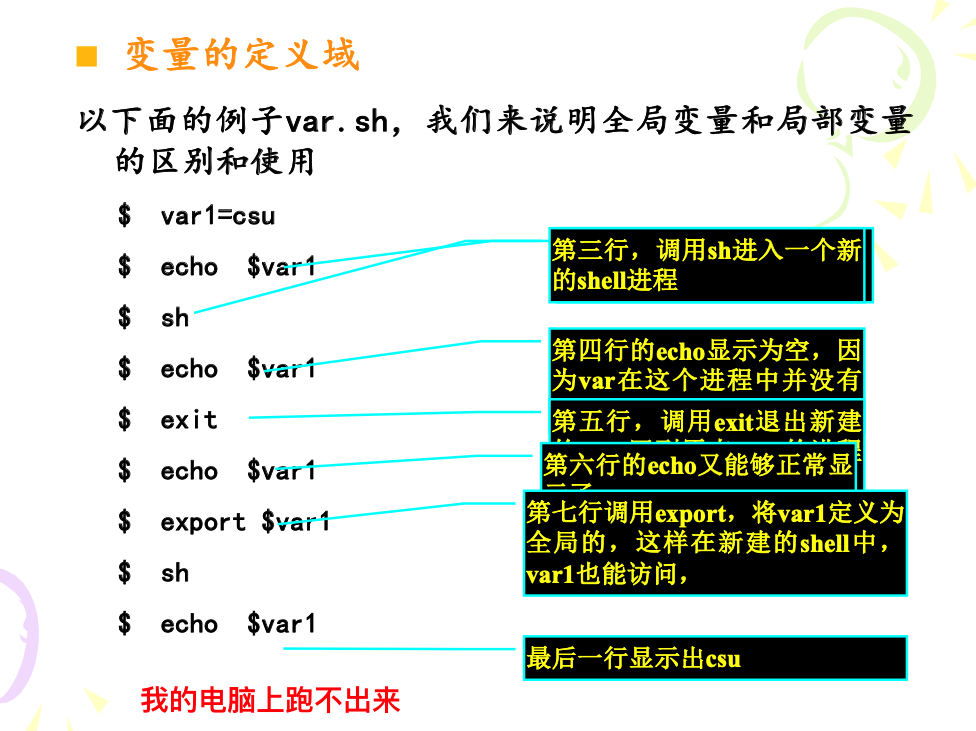 变量的定义域
以下面的例子var.sh，我们来说明全局变量和局部变量
的区别和使用
$ var1=csu
$ echo $var1
$ sh
$ echo $var1
$ exit
$ echo $var1
$ export $var1
$ sh
$ echo $var1
第三行，调用sh进入一个新
的shell进程
第四行的echo显示为空，因
为var在这个进程中并没有
第五行，调用exit退出新建
第六行的echo又能够正常显
第七行调用export，将var1定义为
全局的，这样在新建的shell中，
var1也能访问，
最后一行显示出csu
我的电脑上跑不出来